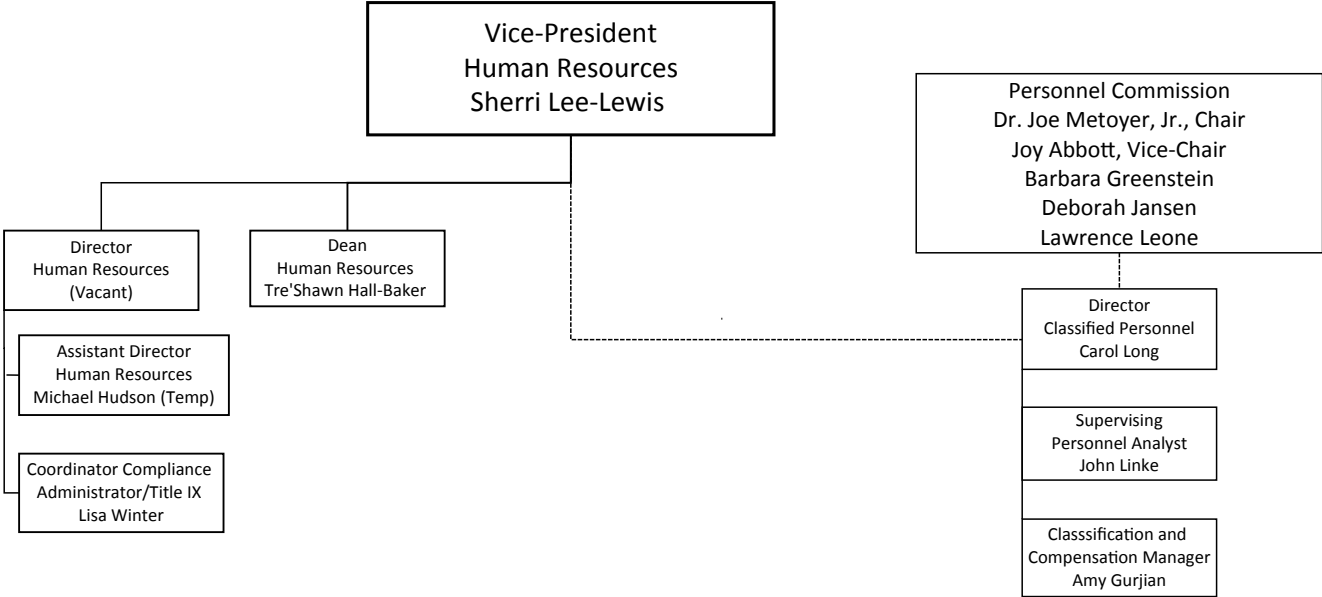 Vice-President
Human Resources
Sherri Lee-Lewis
Personnel Commission
Dr. Joe Metoyer, Jr., Chair
Joy Abbott, Vice-Chair
Barbara Greenstein
Deborah Jansen
Lawrence Leone
Director
Human Resources
(Vacant)
Dean
Human Resources
Tre'Shawn Hall-Baker
Director
Classified Personnel
Carol Long
Assistant Director
Human Resources
Michael Hudson (Temp)
Supervising
Personnel Analyst
John Linke
Coordinator Compliance
Administrator/Title IX
Lisa Winter
Classsification and
Compensation Manager
Amy Gurjian